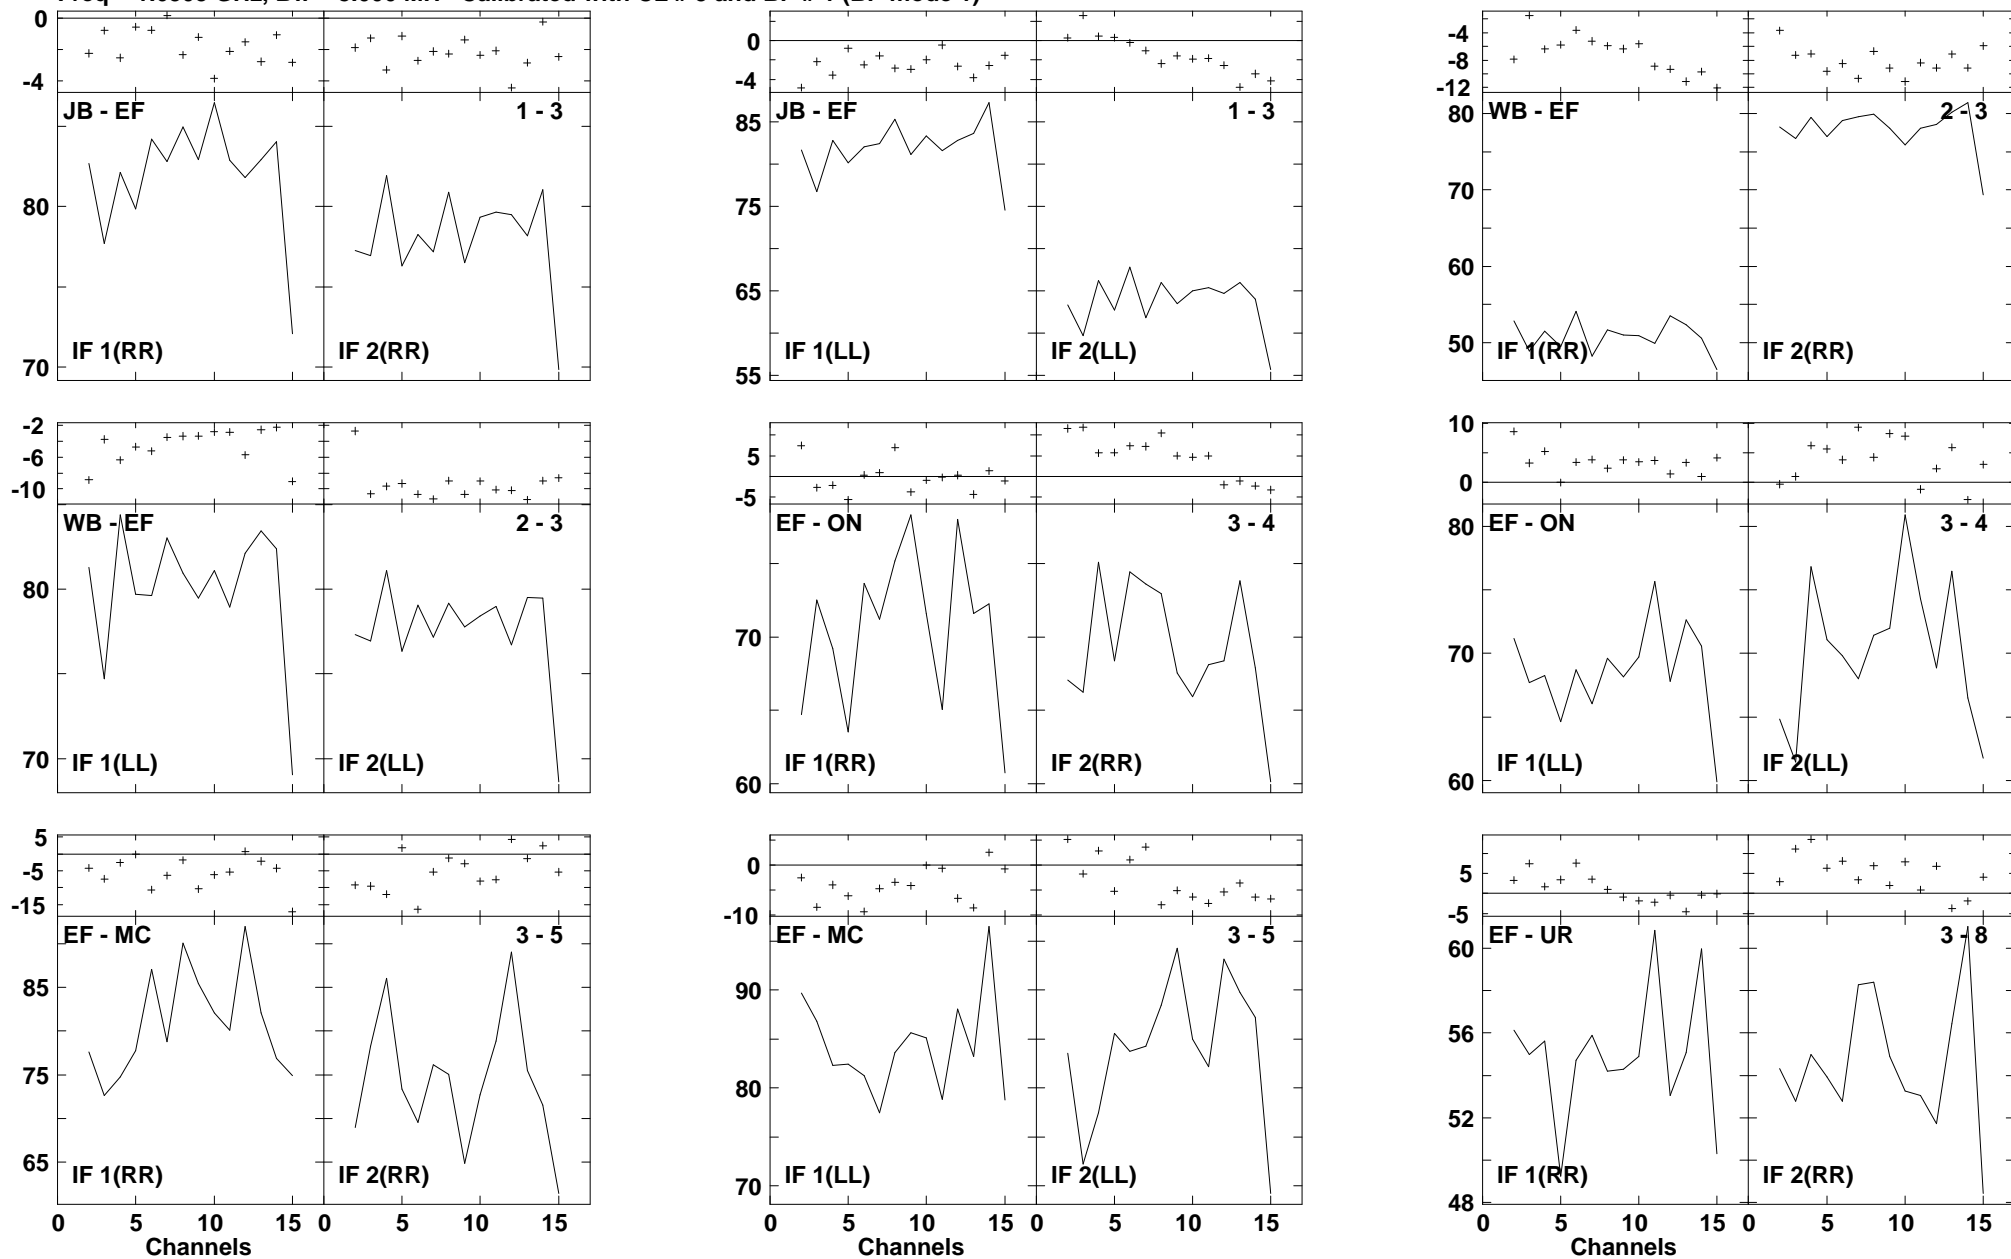 0
-4
JB - EF
1 - 3
80
70
IF 1(RR)
IF 2(RR)
0
-4
JB - EF
1 - 3
85
75
65
55
IF 1(LL)
IF 2(LL)
-4
-8
-12
WB - EF
2 - 3
80
70
60
50
IF 1(RR)
IF 2(RR)
-2
-6
-10
WB - EF
2 - 3
80
70
IF 1(LL)
IF 2(LL)
5
-5
EF - ON
3 - 4
70
60
IF 1(RR)
IF 2(RR)
10
0
EF - ON
3 - 4
80
70
60
IF 1(LL)
IF 2(LL)
5
-5
-15
EF - MC
3 - 5
85
75
65
IF 1(RR)
IF 2(RR)
0 5 10 15 0 5 10 15
Channels
0
-10
EF - MC
3 - 5
90
80
70
IF 1(LL)
IF 2(LL)
0 5 10 15 0 5 10 15
Channels
5
-5
EF - UR
3 - 8
60
56
52
48
IF 1(RR)
IF 2(RR)
0 5 10 15 0 5 10 15
Channels